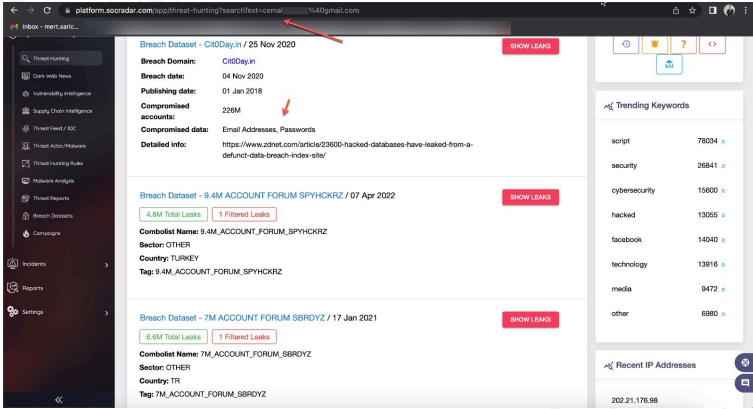 platform.socradar.com/app/threat-hunting?searchText=cemal %40gmail.com
Inbox - mert.saric...
Threat Hunting
Dark Web News
Vulnerability Intelligence
Supply Chain Intelligence
Threat Feed / IOC
Threat Actor/Malware
Threat Hunting Rules
Malware Analysis
Threat Reports
Breach Datasets
Campaigns
Incidents
Reports
Settings
Breach Dataset - Cit0Day.in / 25 Nov 2020
SHOW LEAKS
Breach Domain: Cit0Day.in
Breach date: 04 Nov 2020
Publishing date: 01 Jan 2018
Compromised accounts: 226M
Compromised data: Email Addresses, Passwords
Detailed info: https://www.zdnet.com/article/23600-hacked-databases-have-leaked-from-a-
defunct-data-breach-index-site/
Breach Dataset - 9.4M ACCOUNT FORUM SPYHCKRZ / 07 Apr 2022
SHOW LEAKS
4.6M Total Leaks 1 Filtered Leaks
Combolist Name: 9.4M_ACCOUNT_FORUM_SPYHCKRZ
Sector: OTHER
Country: TURKEY
Tag: 9.4M_ACCOUNT_FORUM_SPYHCKRZ
Breach Dataset - 7M ACCOUNT FORUM SBRDYZ / 17 Jan 2021
SHOW LEAKS
6.6M Total Leaks 1 Filtered Leaks
Combolist Name: 7M_ACCOUNT_FORUM_SBRDYZ
Sector: OTHER
Country: TR
Tag: 7M_ACCOUNT_FORUM_SBRDYZ
Trending Keywords
script 78034
security 26841
cybersecurity 15600
hacked 13055
facebook 14040
technology 13916
media 9472
other 6980
Recent IP Addresses
202.21.176.98